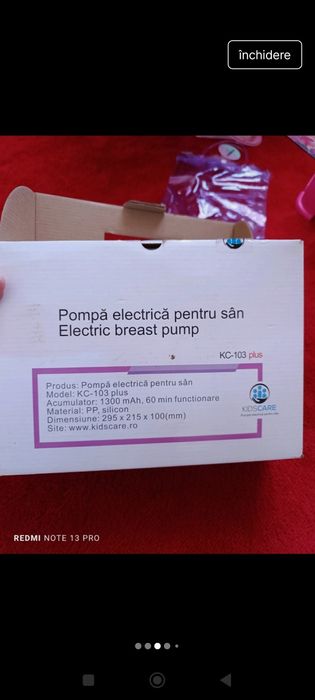 închidere
Pompă electrică pentru sân
Electric breast pump
KC-103 plus
Produs: Pompă electrică pentru sân
Model: KC-103 plus
Acumulator: 1300 mAh, 60 min functionare
Material: PP, silicon
Dimensiune: 295 x 215 x 100(mm)
Site: www.kidscare.ro
KIDSCARE
REDMI NOTE 13 PRO